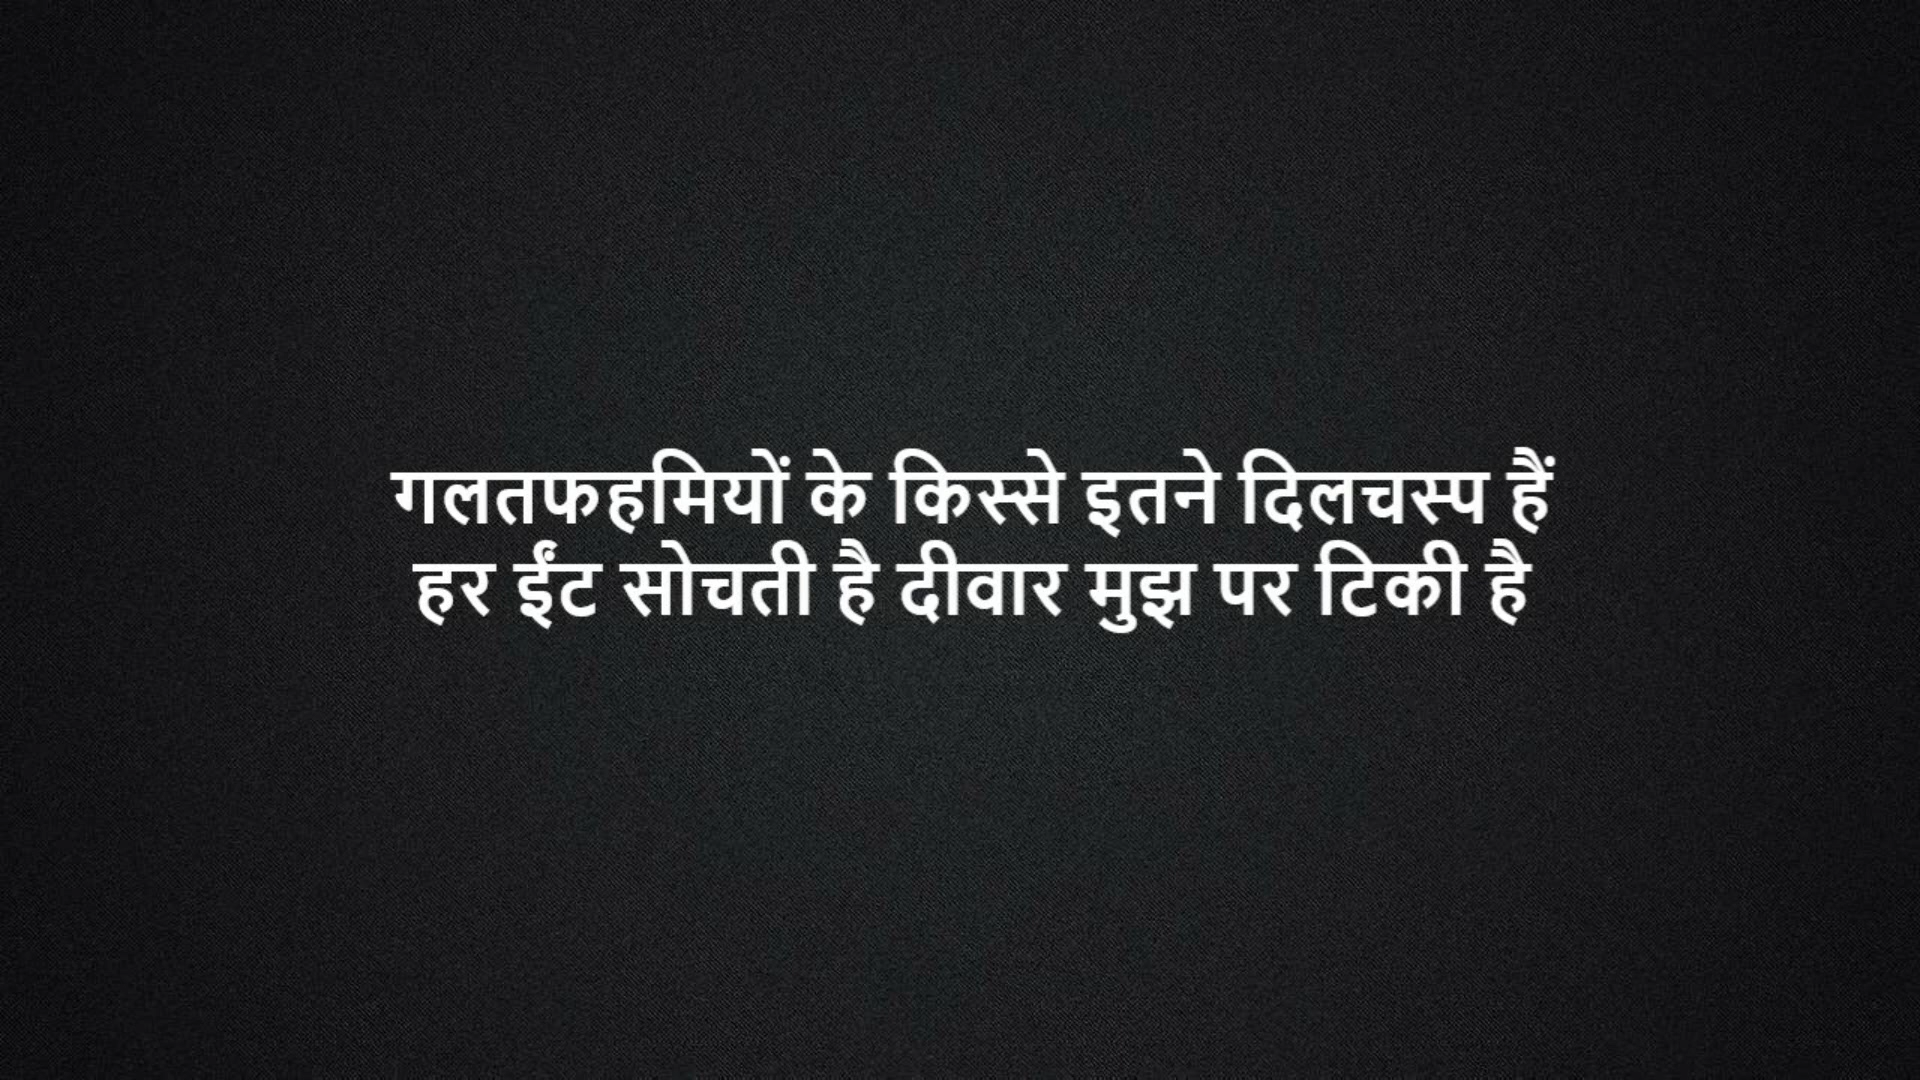 गलतफहमियों के किस्से इतने दिलचस्प हैं
हर ईंट सोचती है दीवार मुझ पर टिकी है